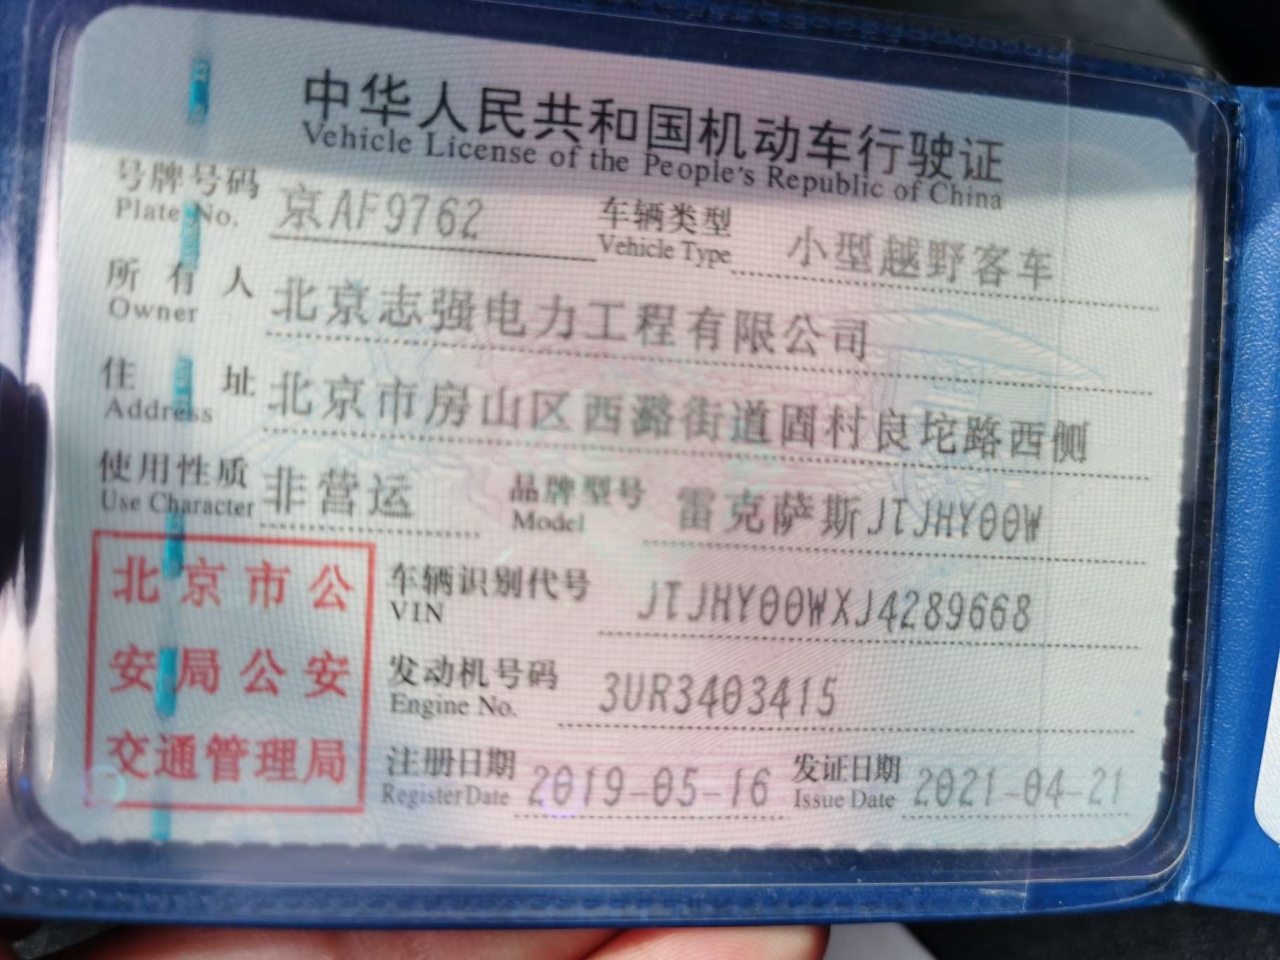 中华人民共和国机动车行驶证
Vehicle License of the People's Republic of China
号牌号码 京AF9762 车辆类型 小型越野客车
Plate No. Vehicle Type
所有人 北京志强电力工程有限公司
Owner
住址 北京市房山区西潞街道固村良坨路西侧
Address
使用性质 非营运 品牌型号 雷克萨斯JTJHY00W
Use Character Model
北京市公
安局公安
交通管理局
车辆识别代号 JTJHY00WXJ4289668
VIN
发动机号码 3UR3403415
Engine No.
注册日期 2019-05-16 发证日期 2021-04-21
Register Date Issue Date